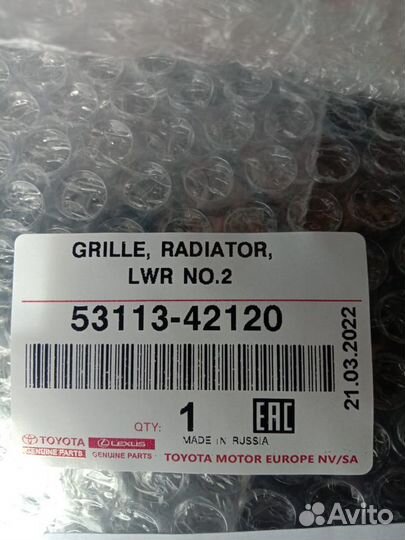 GRILLE, RADIATOR,
LWR NO.2
53113-42120
21.03.2022
QTY: 1 EAC
MADE IN RUSSIA
TOYOTA LEXUS
GENUINE PARTS GENUINE PARTS TOYOTA MOTOR EUROPE NV/SA
Avito